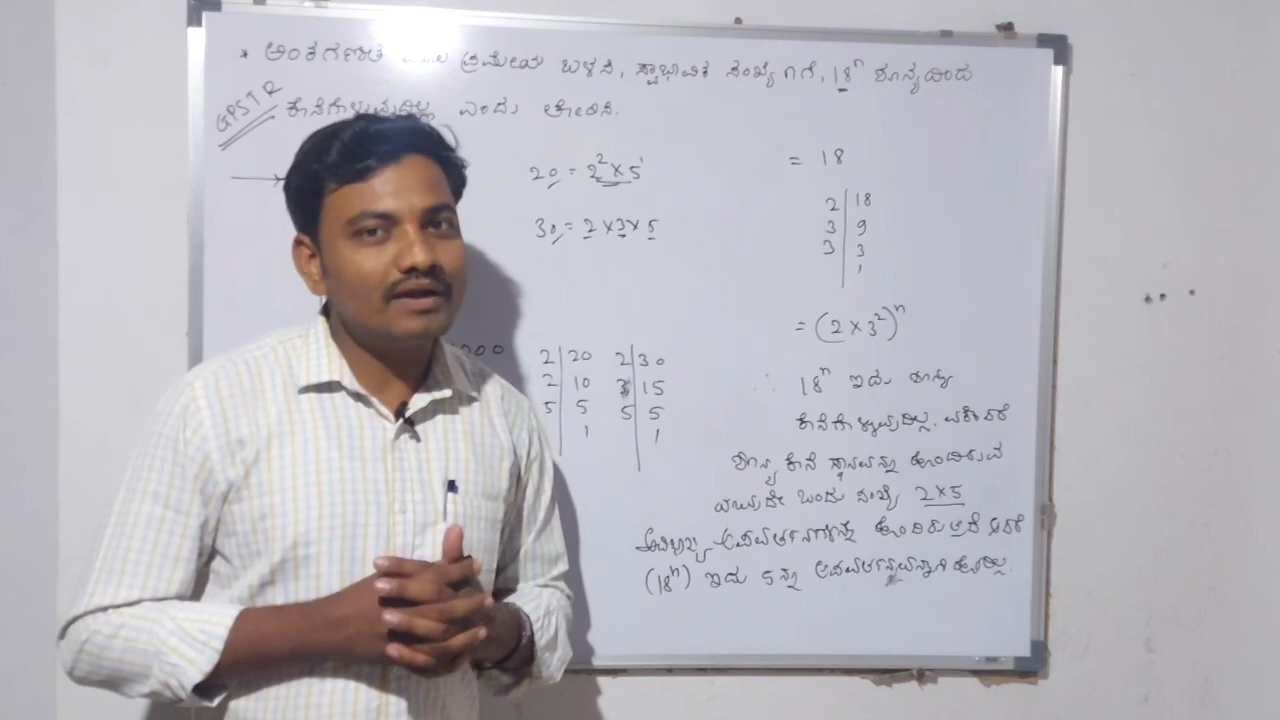 * ಅಂಕಗಣಿತ ಪ್ರಮೇಯ ಬಳಸಿ, ಸ್ವಾಭಾವಿಕ ಸಂಖ್ಯೆ n ಗೆ, 18ⁿ ಶೂನ್ಯದಿಂದ
GPSTR
ಕೊನೆಗೊಳ್ಳುವುದಿಲ್ಲ ಎಂದು ತೋರಿಸಿ.
20 = 2² × 5¹
30 = 2 × 3 × 5
000
2 | 20
2 | 10
5 | 5
1
2 | 30
3 | 15
5 | 5
1
= 18
2 | 18
3 | 9
3 | 3
1
= (2 × 3²)ⁿ
∴ 18ⁿ ಇದು ಶೂನ್ಯ
ಕೊನೆಗೊಳ್ಳುವುದಿಲ್ಲ. ಏಕೆಂದರೆ
ಶೂನ್ಯ ಕೊನೆ ಸ್ಥಾನವನ್ನು ಹೊಂದಿರುವ
ಯಾವುದೇ ಒಂದು ಸಂಖ್ಯೆ 2×5
ಅವಿಭಾಜ್ಯ ಅಪವರ್ತನಗಳನ್ನು ಹೊಂದಿರುತ್ತದೆ ಆದರೆ
(18ⁿ) ಇದು 5 ನ್ನು ಅಪವರ್ತನವನ್ನಾಗಿ ಹೊಂದಿಲ್ಲ.